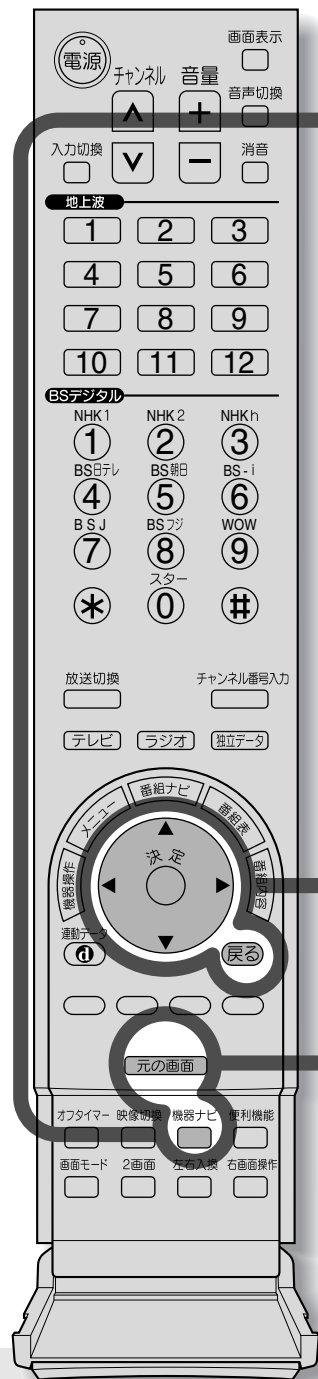 電源
画面表示
チャンネル 音量
音声切換
入力切換
消音
地上波
1 2 3
4 5 6
7 8 9
10 11 12
BSデジタル
NHK1 NHK2 NHKh
1 2 3
BS日テレ BS朝日 BS-i
4 5 6
BSJ BSフジ WOW
7 8 9
スター
* 0 #
放送切換 チャンネル番号入力
テレビ ラジオ 独立データ
機器操作 メニュー 番組ナビ 番組表 番組内容
決定
連動データ
d
戻る
元の画面
オフタイマー 映像切換 機器ナビ 便利機能
画面モード 2画面 左右入換 右画面操作